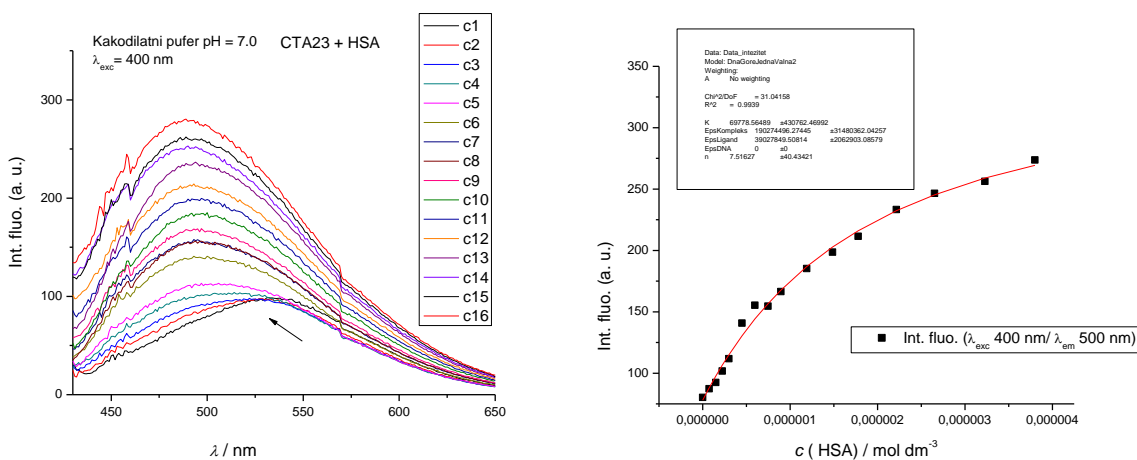 Kakodilatni pufer pH = 7.0
λexc= 400 nm
CTA23 + HSA
c1
c2
c3
c4
c5
c6
c7
c8
c9
c10
c11
c12
c13
c14
c15
c16
Int. fluo. (a. u.)
300
200
100
0
450 500 550 600 650
λ / nm
Data: Data_intezitet
Model: DnaGoreJednaValna2
Weighting:
A No weighting
Chi^2/DoF = 31.04158
R^2 = 0.9939
K 69778.56489 ±430762.46992
EpsKompleks 190274496.27445 ±31480362.04257
EpsLigand 39027849.50814 ±2062903.08579
EpsDNA 0 ±0
n 7.51627 ±40.43421
Int. fluo. (a. u.)
350
300
250
200
150
100
Int. fluo. (λexc 400 nm/ λem 500 nm)
0,000000 0,000001 0,000002 0,000003 0,000004
c ( HSA) / mol dm-3